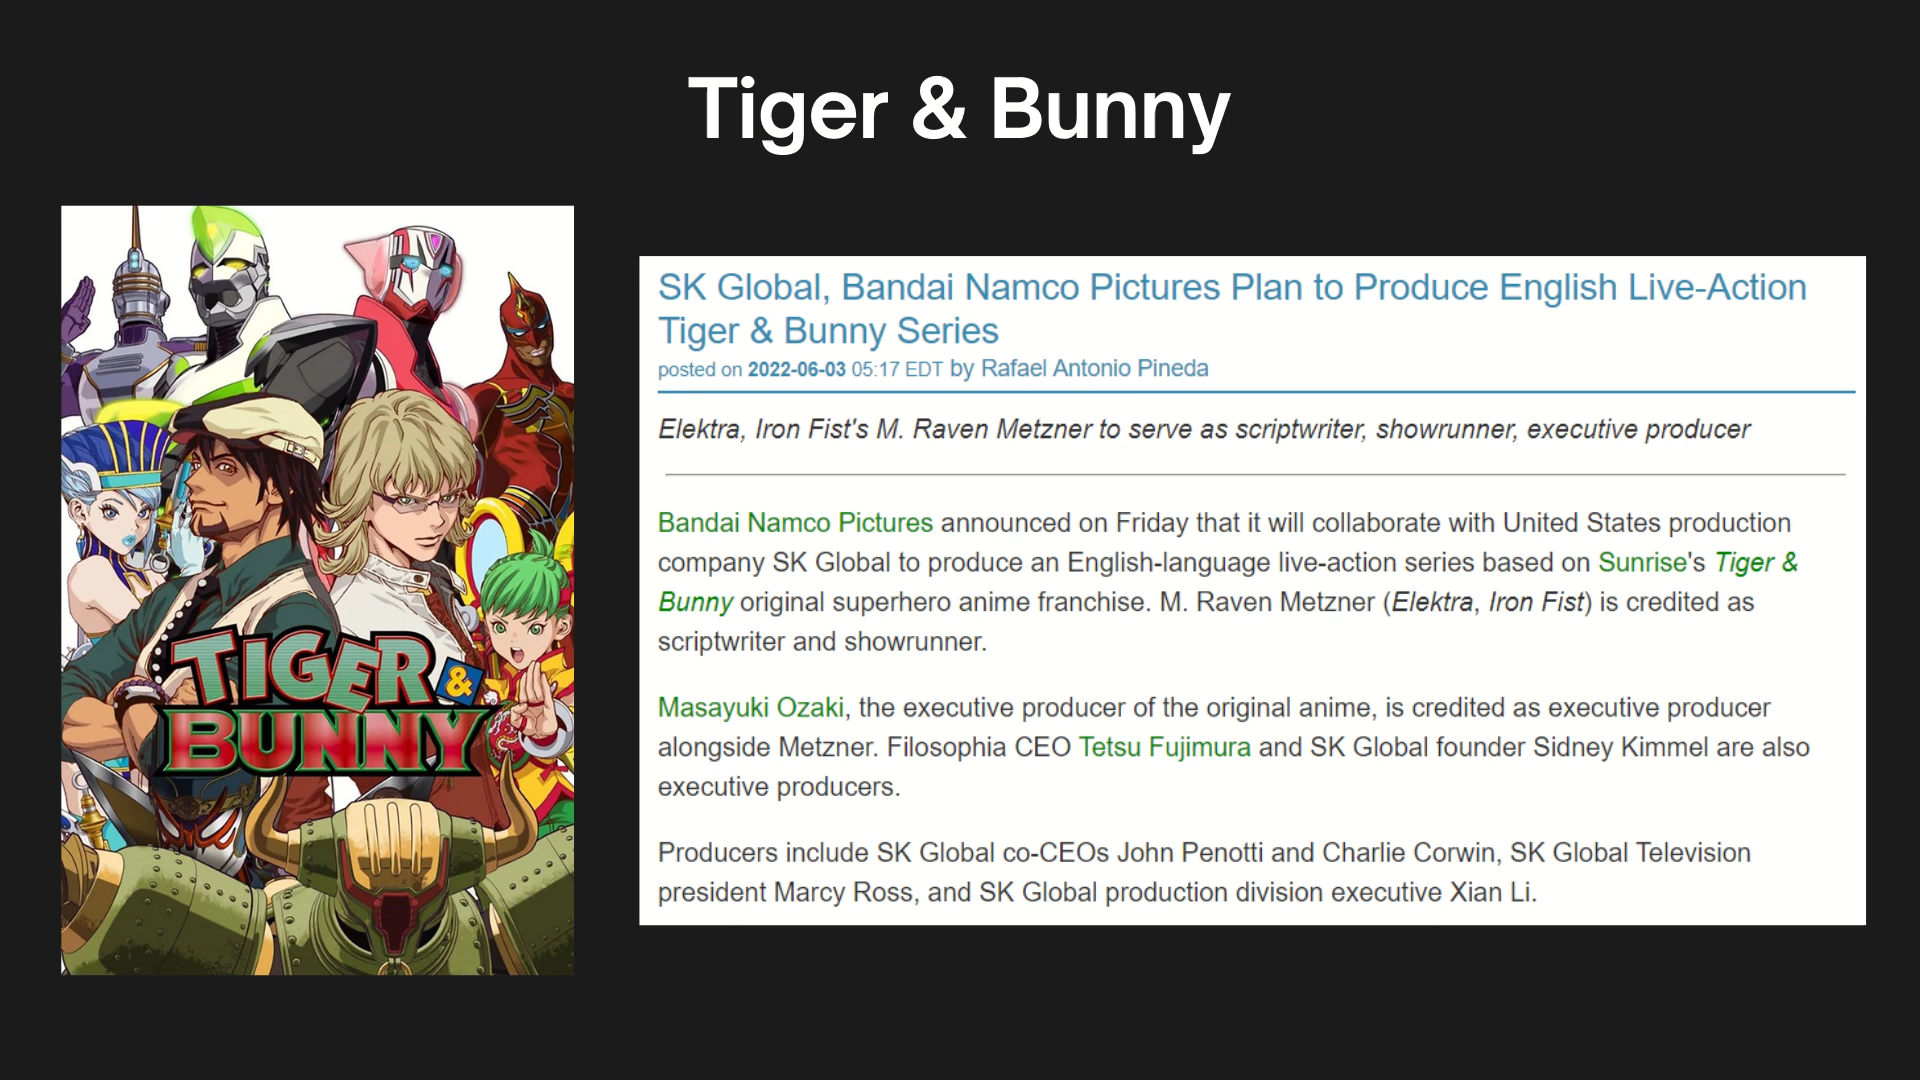 Tiger & Bunny
TIGER &
BUNNY
SK Global, Bandai Namco Pictures Plan to Produce English Live-Action
Tiger & Bunny Series
posted on 2022-06-03 05:17 EDT by Rafael Antonio Pineda
Elektra, Iron Fist's M. Raven Metzner to serve as scriptwriter, showrunner, executive producer
Bandai Namco Pictures announced on Friday that it will collaborate with United States production
company SK Global to produce an English-language live-action series based on Sunrise's Tiger &
Bunny original superhero anime franchise. M. Raven Metzner (Elektra, Iron Fist) is credited as
scriptwriter and showrunner.
Masayuki Ozaki, the executive producer of the original anime, is credited as executive producer
alongside Metzner. Filosophia CEO Tetsu Fujimura and SK Global founder Sidney Kimmel are also
executive producers.
Producers include SK Global co-CEOs John Penotti and Charlie Corwin, SK Global Television
president Marcy Ross, and SK Global production division executive Xian Li.